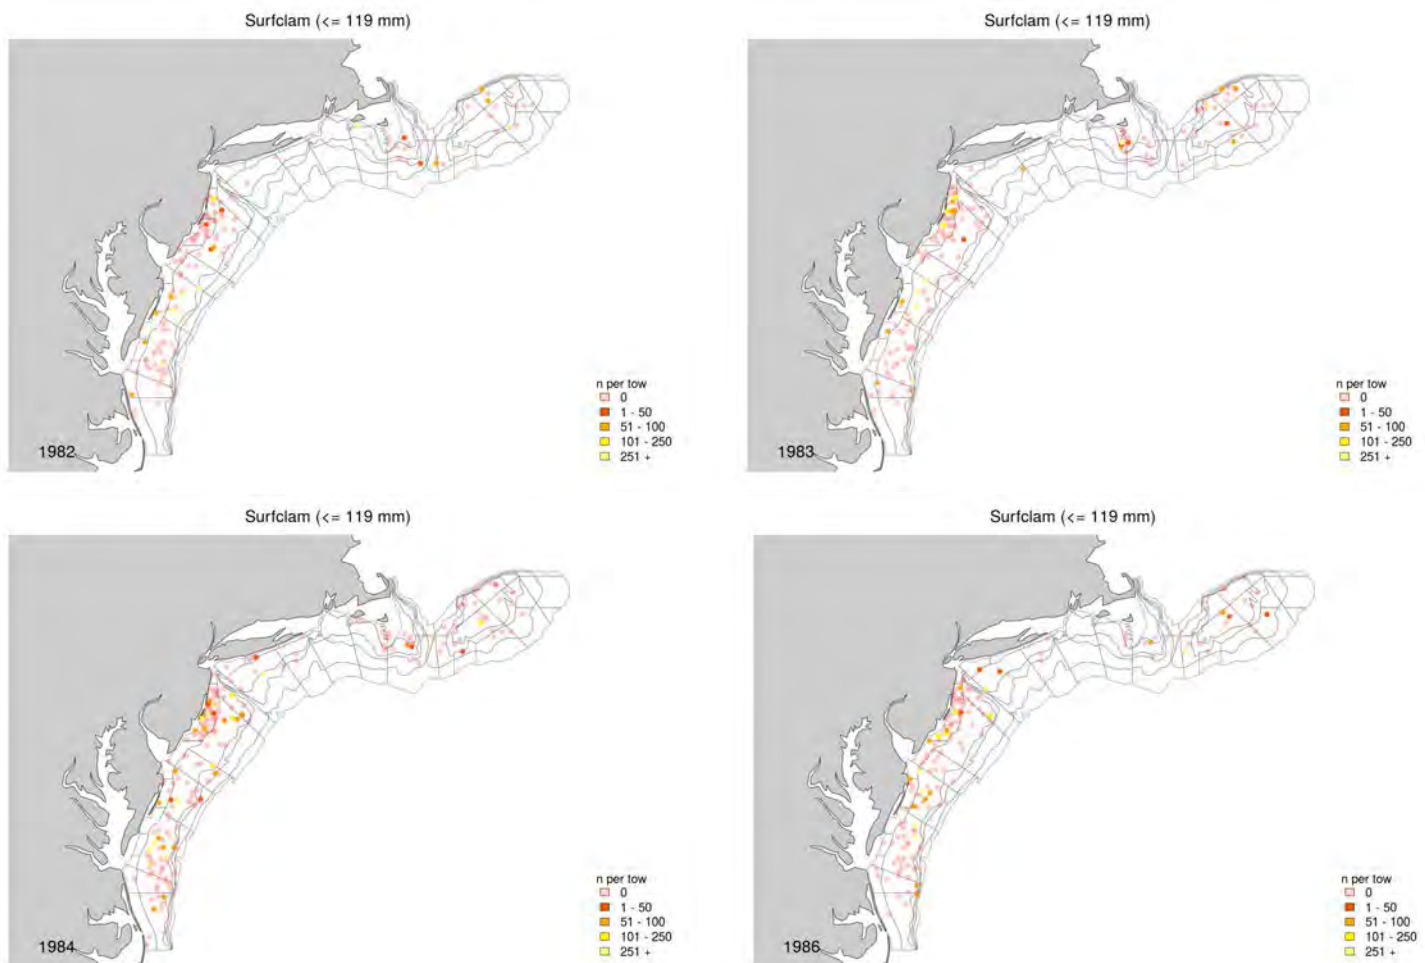 Surfclam (<= 119 mm)
n per tow
0
1 - 50
51 - 100
101 - 250
251 +
1982
Surfclam (<= 119 mm)
n per tow
0
1 - 50
51 - 100
101 - 250
251 +
1983
Surfclam (<= 119 mm)
n per tow
0
1 - 50
51 - 100
101 - 250
251 +
1984
Surfclam (<= 119 mm)
n per tow
0
1 - 50
51 - 100
101 - 250
251 +
1986